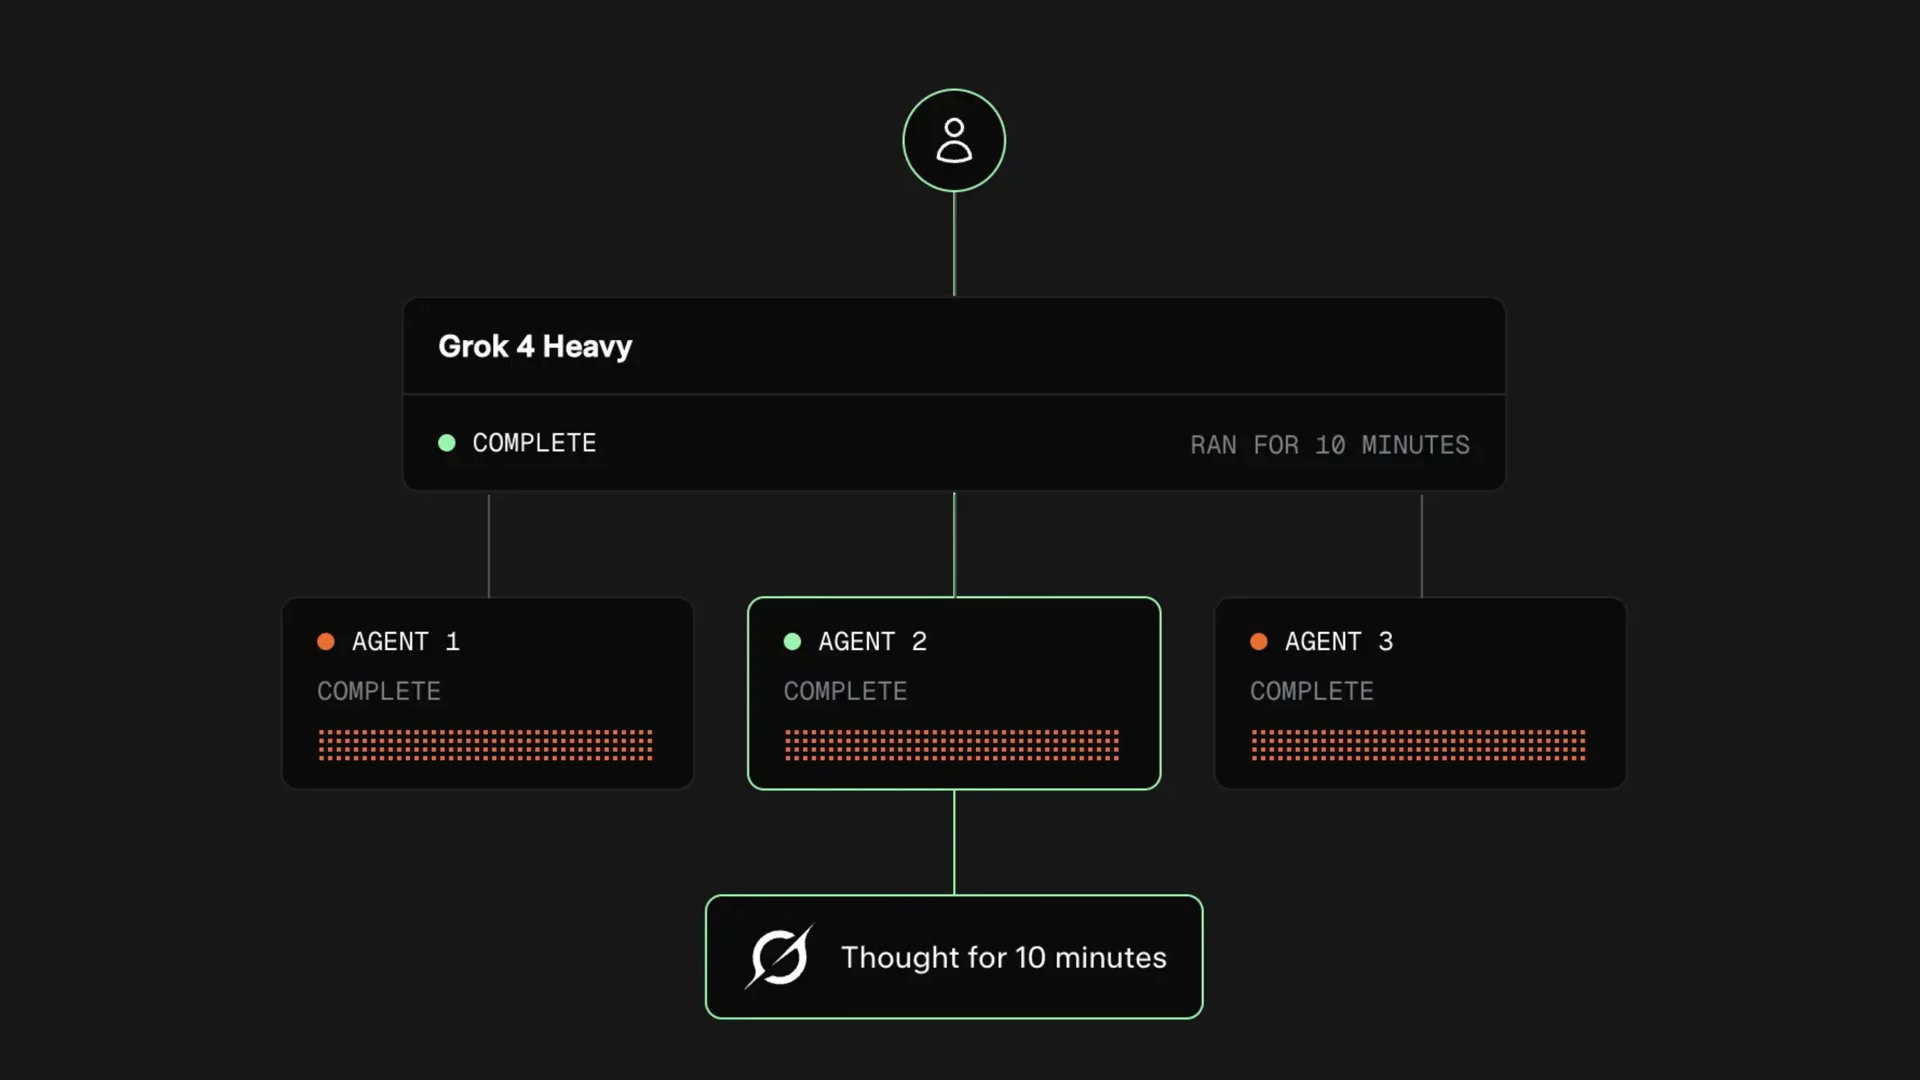 Grok 4 Heavy
COMPLETE
RAN FOR 10 MINUTES
AGENT 1
COMPLETE
AGENT 2
COMPLETE
AGENT 3
COMPLETE
Thought for 10 minutes